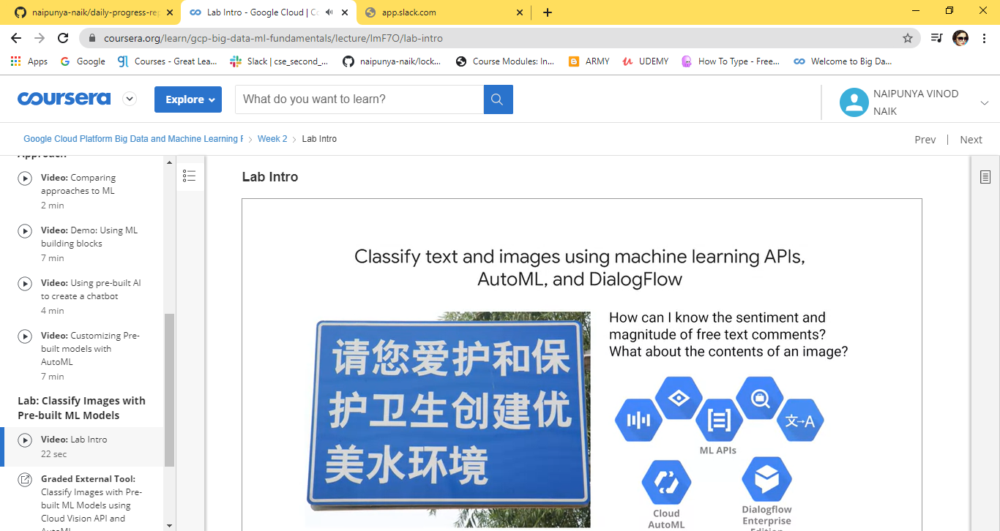 naipunya-naik/daily-progress-rep
Lab Intro - Google Cloud | Co
app.slack.com
coursera.org/learn/gcp-big-data-ml-fundamentals/lecture/lmF7O/lab-intro
Apps
Google
Courses - Great Lea...
Slack | cse_second_...
naipunya-naik/lock...
Course Modules: In...
ARMY
UDEMY
How To Type - Free...
Welcome to Big Da...
coursera
Explore
What do you want to learn?
NAIPUNYA VINOD
NAIK
Google Cloud Platform Big Data and Machine Learning F
Week 2
Lab Intro
Prev | Next
Approach
Video: Comparing
approaches to ML
2 min
Video: Demo: Using ML
building blocks
7 min
Video: Using pre-built AI
to create a chatbot
4 min
Video: Customizing Pre-
built models with
AutoML
7 min
Lab: Classify Images with
Pre-built ML Models
Video: Lab Intro
22 sec
Graded External Tool:
Classify Images with Pre-
built ML Models using
Cloud Vision API and
AutoML
Lab Intro
Classify text and images using machine learning APIs,
AutoML, and DialogFlow
请您爱护和保
护卫生创建优
美水环境
How can I know the sentiment and
magnitude of free text comments?
What about the contents of an image?
文→A
ML APIs
Cloud
AutoML
Dialogflow
Enterprise
Edition